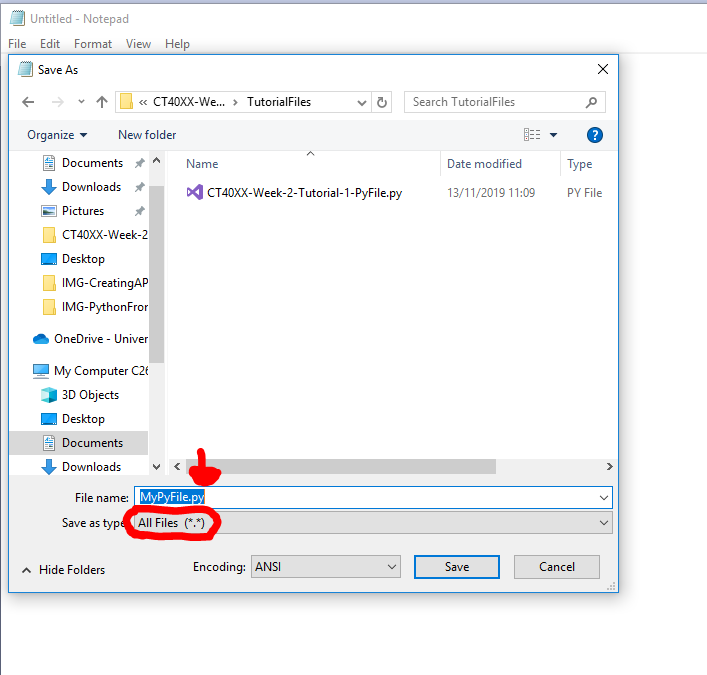 Untitled - Notepad
File Edit Format View Help
Save As
« CT40XX-We... › TutorialFiles
Search TutorialFiles
Organize New folder
?
Name Date modified Type
Documents
Downloads
Pictures
CT40XX-Week-2
Desktop
IMG-CreatingAP
IMG-PythonFron
OneDrive - Univer
My Computer C26
3D Objects
Desktop
Documents
Downloads
CT40XX-Week-2-Tutorial-1-PyFile.py 13/11/2019 11:09 PY File
File name: MyPyFile.py
Save as type: All Files (*.*)
Hide Folders Encoding: ANSI Save Cancel